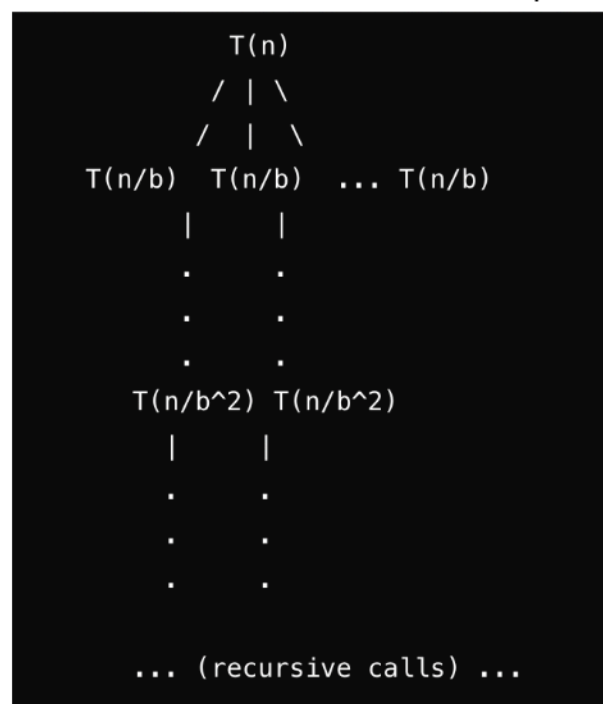 T(n)
/ | \
/ | \
T(n/b) T(n/b) ... T(n/b)
| |
. .
. .
. .
T(n/b^2) T(n/b^2)
| |
. .
. .
. .
... (recursive calls) ...